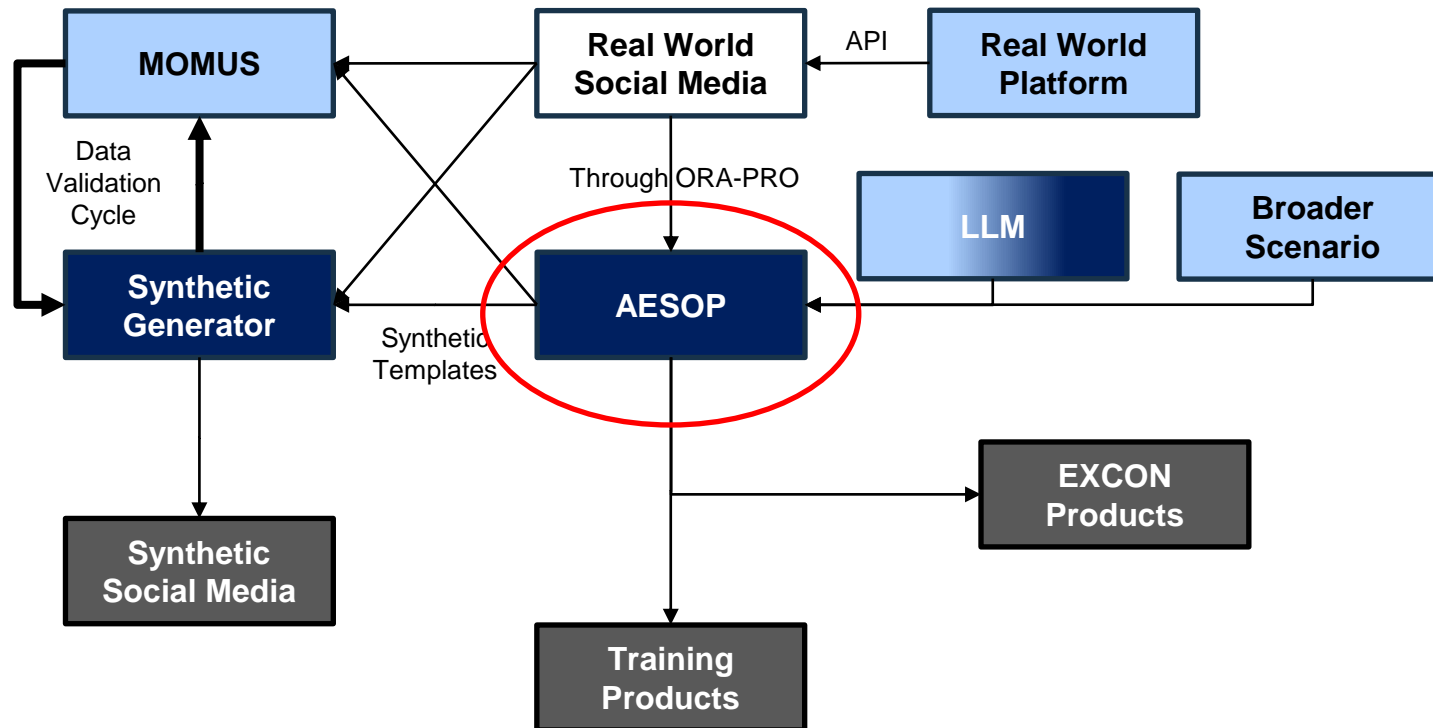 MOMUS
Real World
Social Media
API
Real World
Platform
Data
Validation
Cycle
Through ORA-PRO
LLM
Broader
Scenario
Synthetic
Generator
AESOP
Synthetic
Templates
EXCON
Products
Synthetic
Social Media
Training
Products